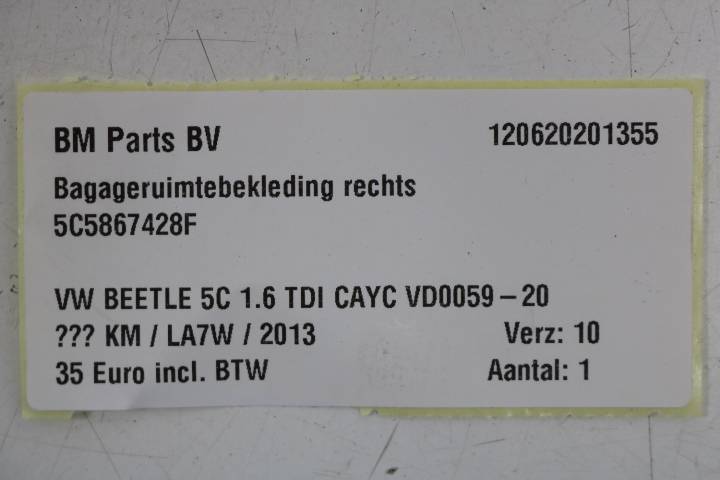 BM Parts BV 120620201355
Bagageruimtebekleding rechts
5C5867428F
VW BEETLE 5C 1.6 TDI CAYC VD0059 – 20
??? KM / LA7W / 2013 Verz: 10
35 Euro incl. BTW Aantal: 1